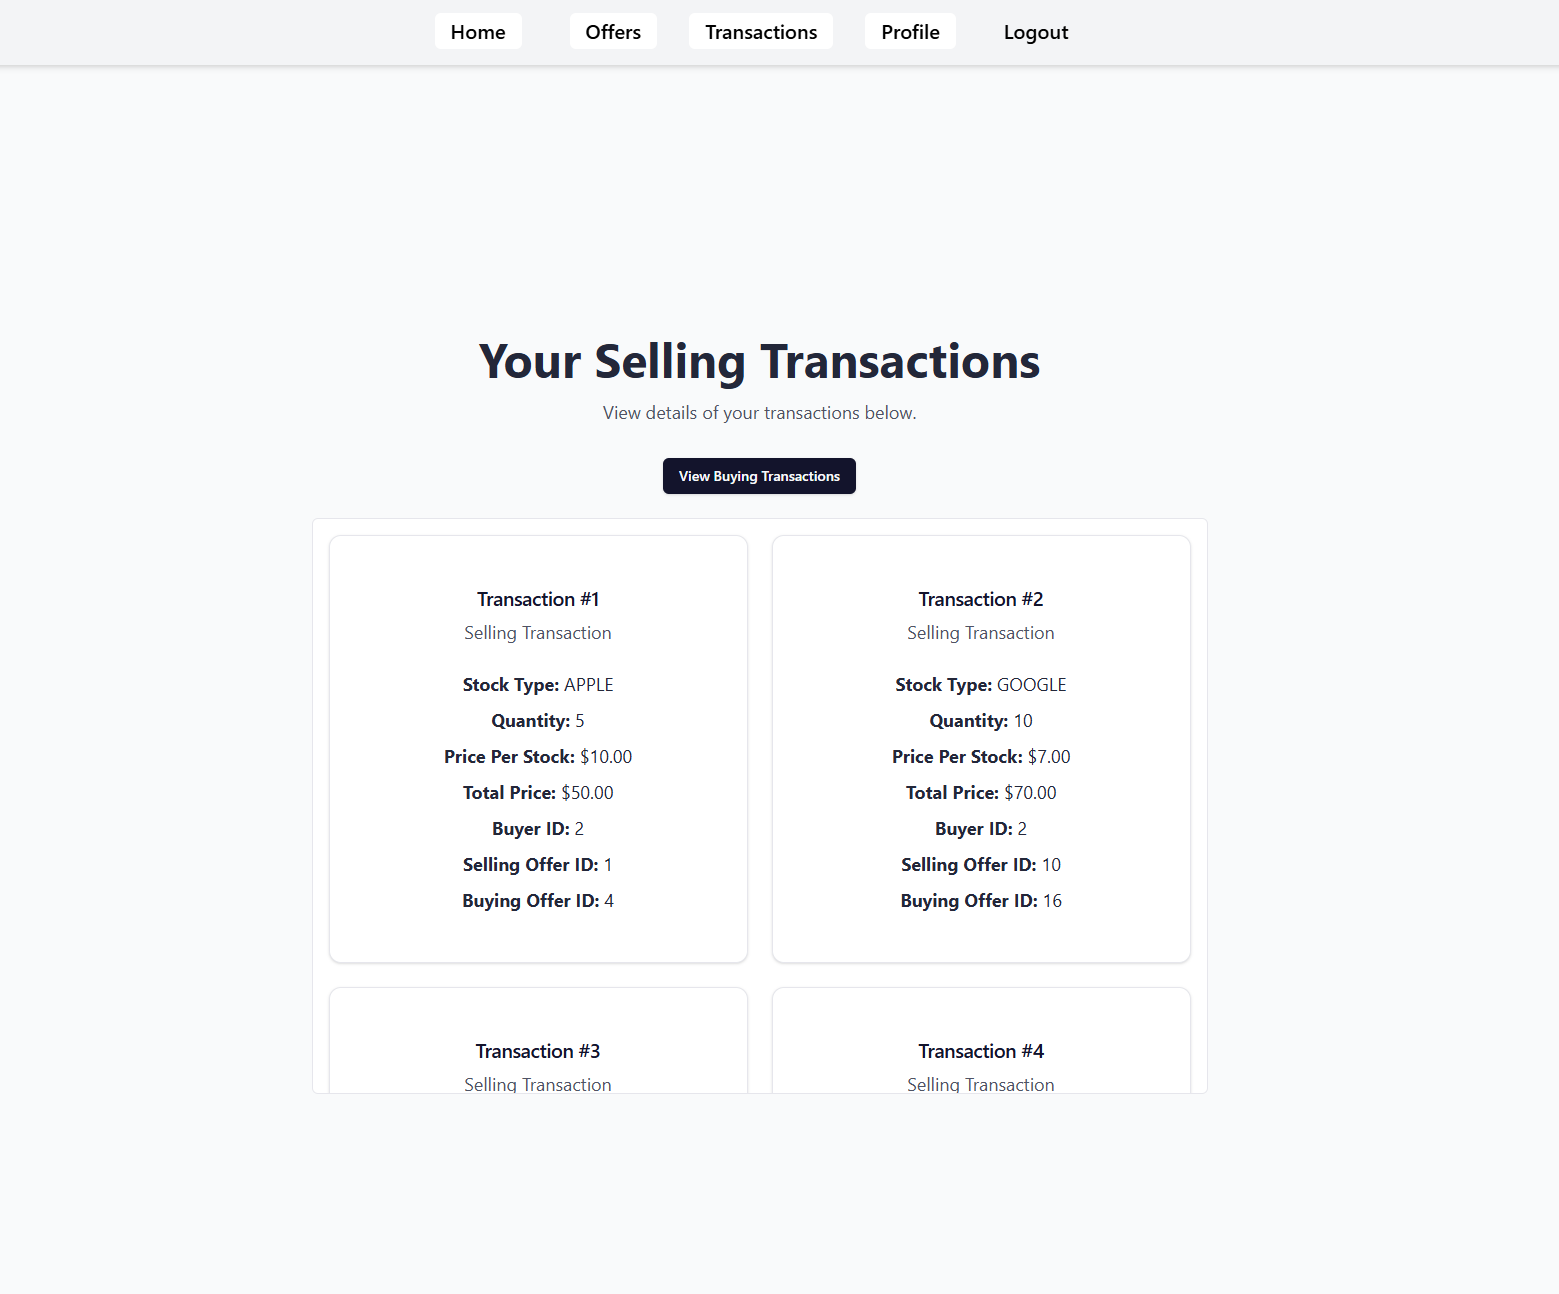 Home Offers Transactions Profile Logout
Your Selling Transactions
View details of your transactions below.
View Buying Transactions
Transaction #1
Selling Transaction
Stock Type: APPLE
Quantity: 5
Price Per Stock: $10.00
Total Price: $50.00
Buyer ID: 2
Selling Offer ID: 1
Buying Offer ID: 4
Transaction #2
Selling Transaction
Stock Type: GOOGLE
Quantity: 10
Price Per Stock: $7.00
Total Price: $70.00
Buyer ID: 2
Selling Offer ID: 10
Buying Offer ID: 16
Transaction #3
Selling Transaction
Transaction #4
Selling Transaction